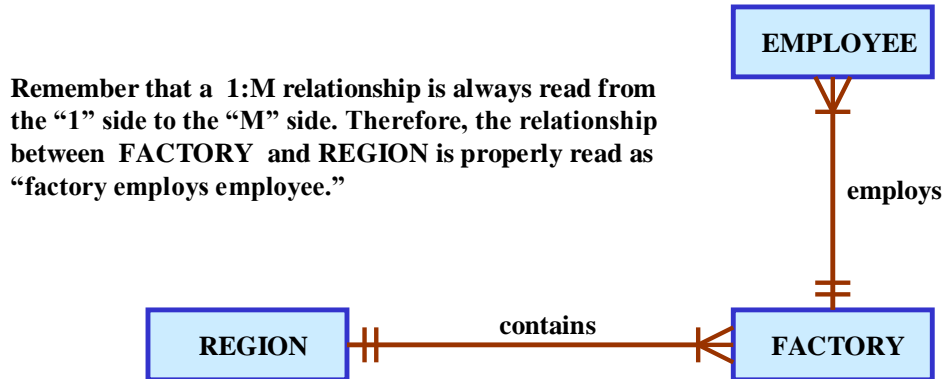 EMPLOYEE
Remember that a 1:M relationship is always read from
the “1” side to the “M” side. Therefore, the relationship
between FACTORY and REGION is properly read as
“factory employs employee.”
employs
contains
REGION
FACTORY